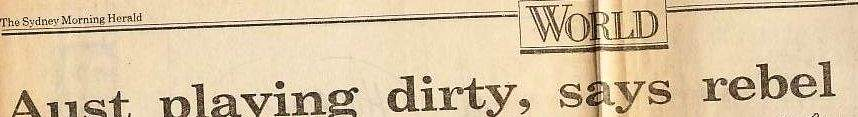 The Sydney Morning Herald
WORLD
Aust playing dirty, says rebel